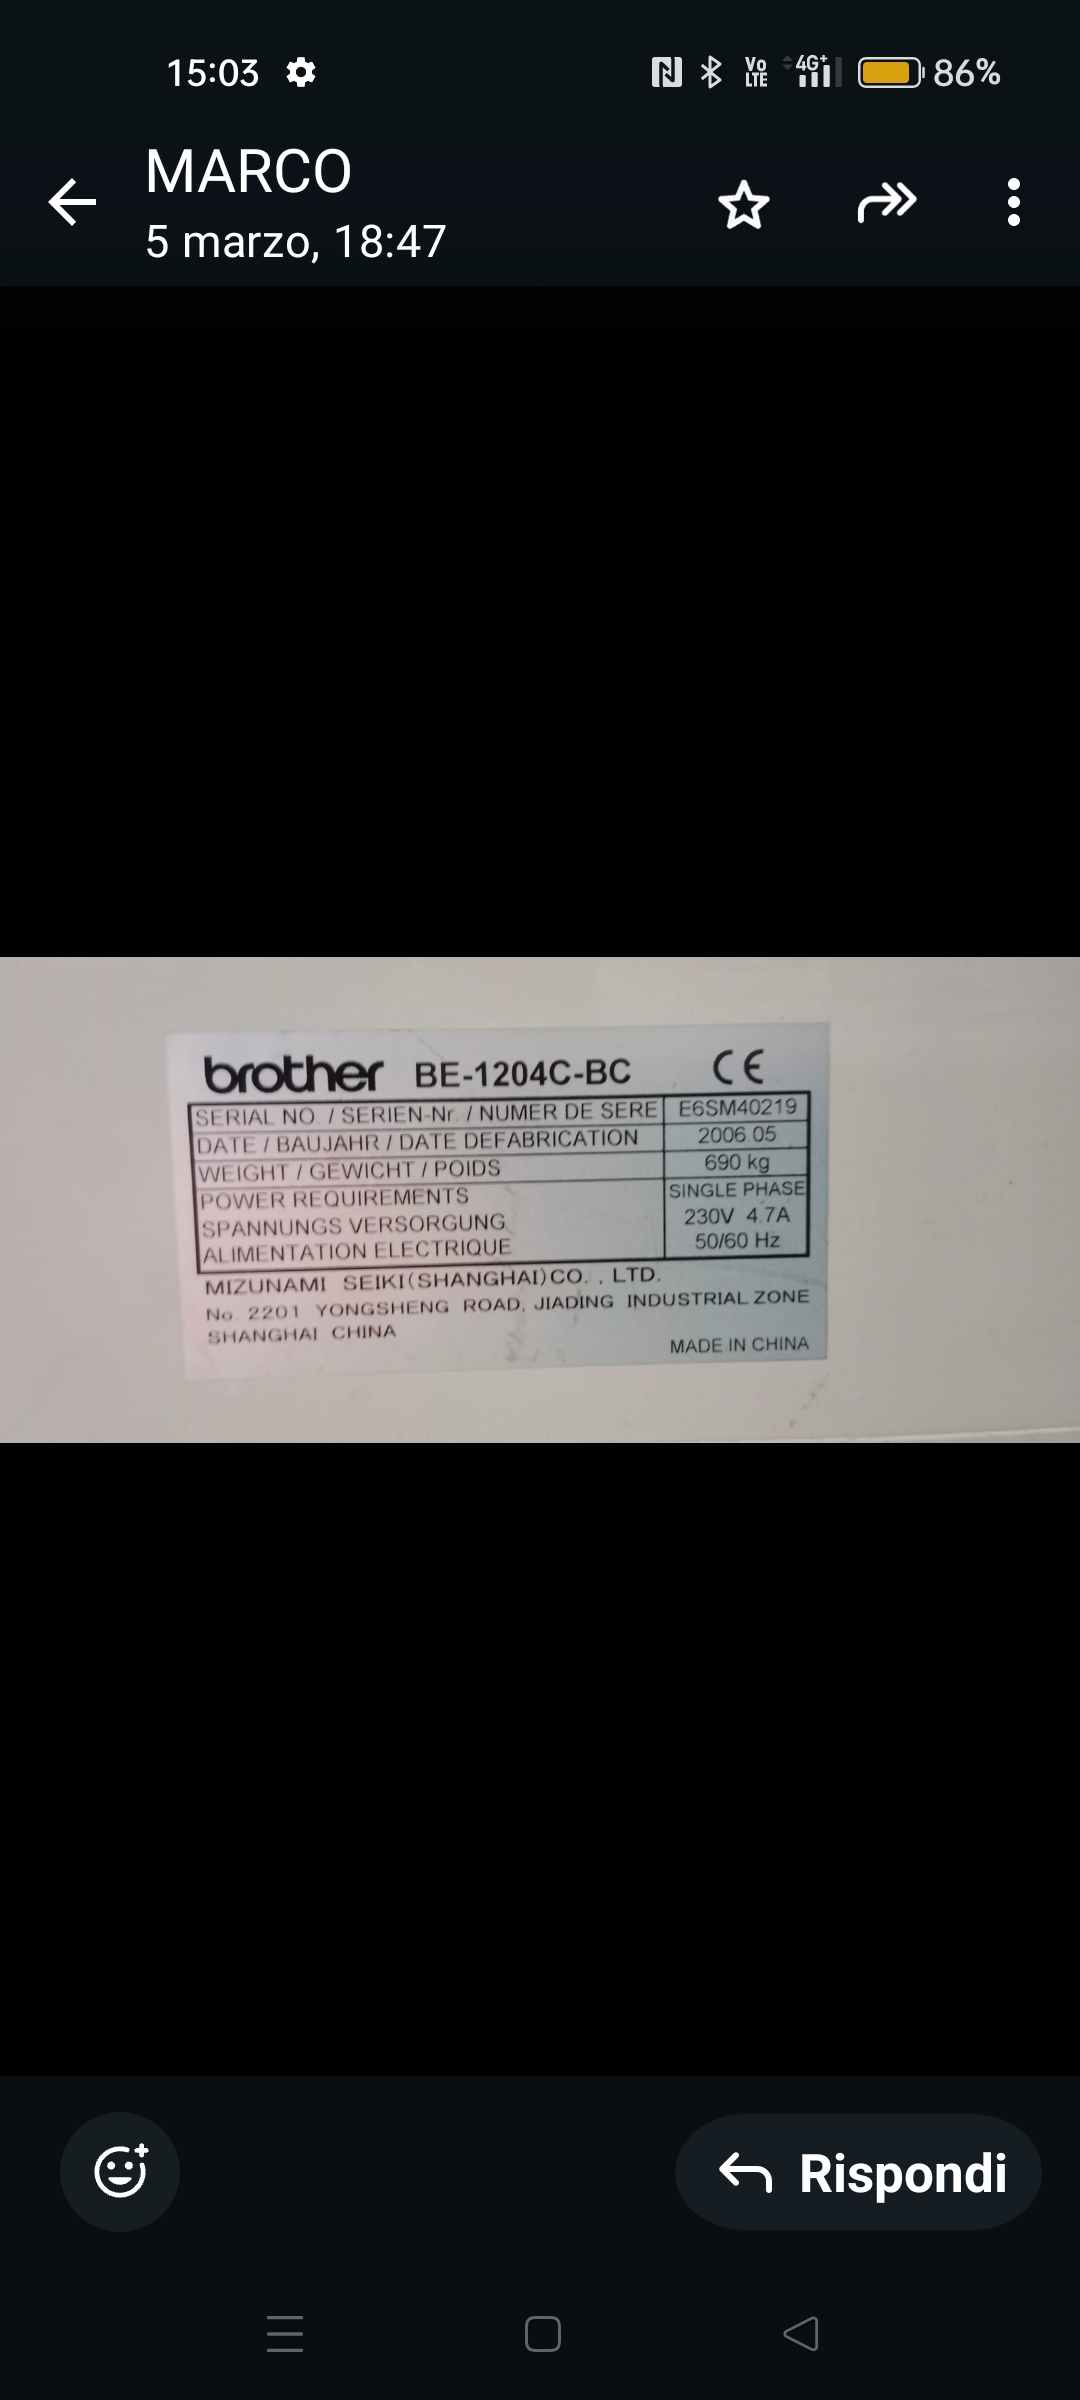 15:03 Vo LTE 4G+ 86%
MARCO
5 marzo, 18:47
brother BE-1204C-BC CE
SERIAL NO. / SERIEN-Nr. / NUMER DE SERE E6SM40219
DATE / BAUJAHR / DATE DEFABRICATION 2006.05
WEIGHT / GEWICHT / POIDS 690 kg
POWER REQUIREMENTS SINGLE PHASE
SPANNUNGS VERSORGUNG 230V 4.7A
ALIMENTATION ELECTRIQUE 50/60 Hz
MIZUNAMI SEIKI(SHANGHAI)CO. , LTD.
No. 2201 YONGSHENG ROAD, JIADING INDUSTRIAL ZONE
SHANGHAI CHINA
MADE IN CHINA
Rispondi